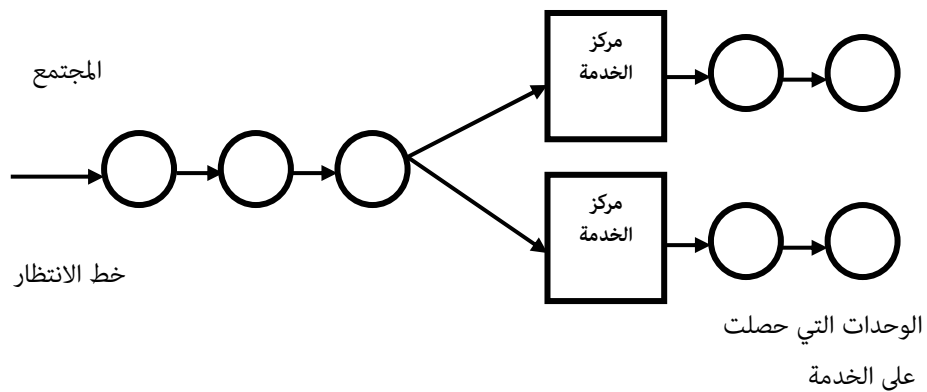 مركز
الخدمة
المجتمع
مركز
الخدمة
خط الانتظار
الوحدات التي حصلت
على الخدمة